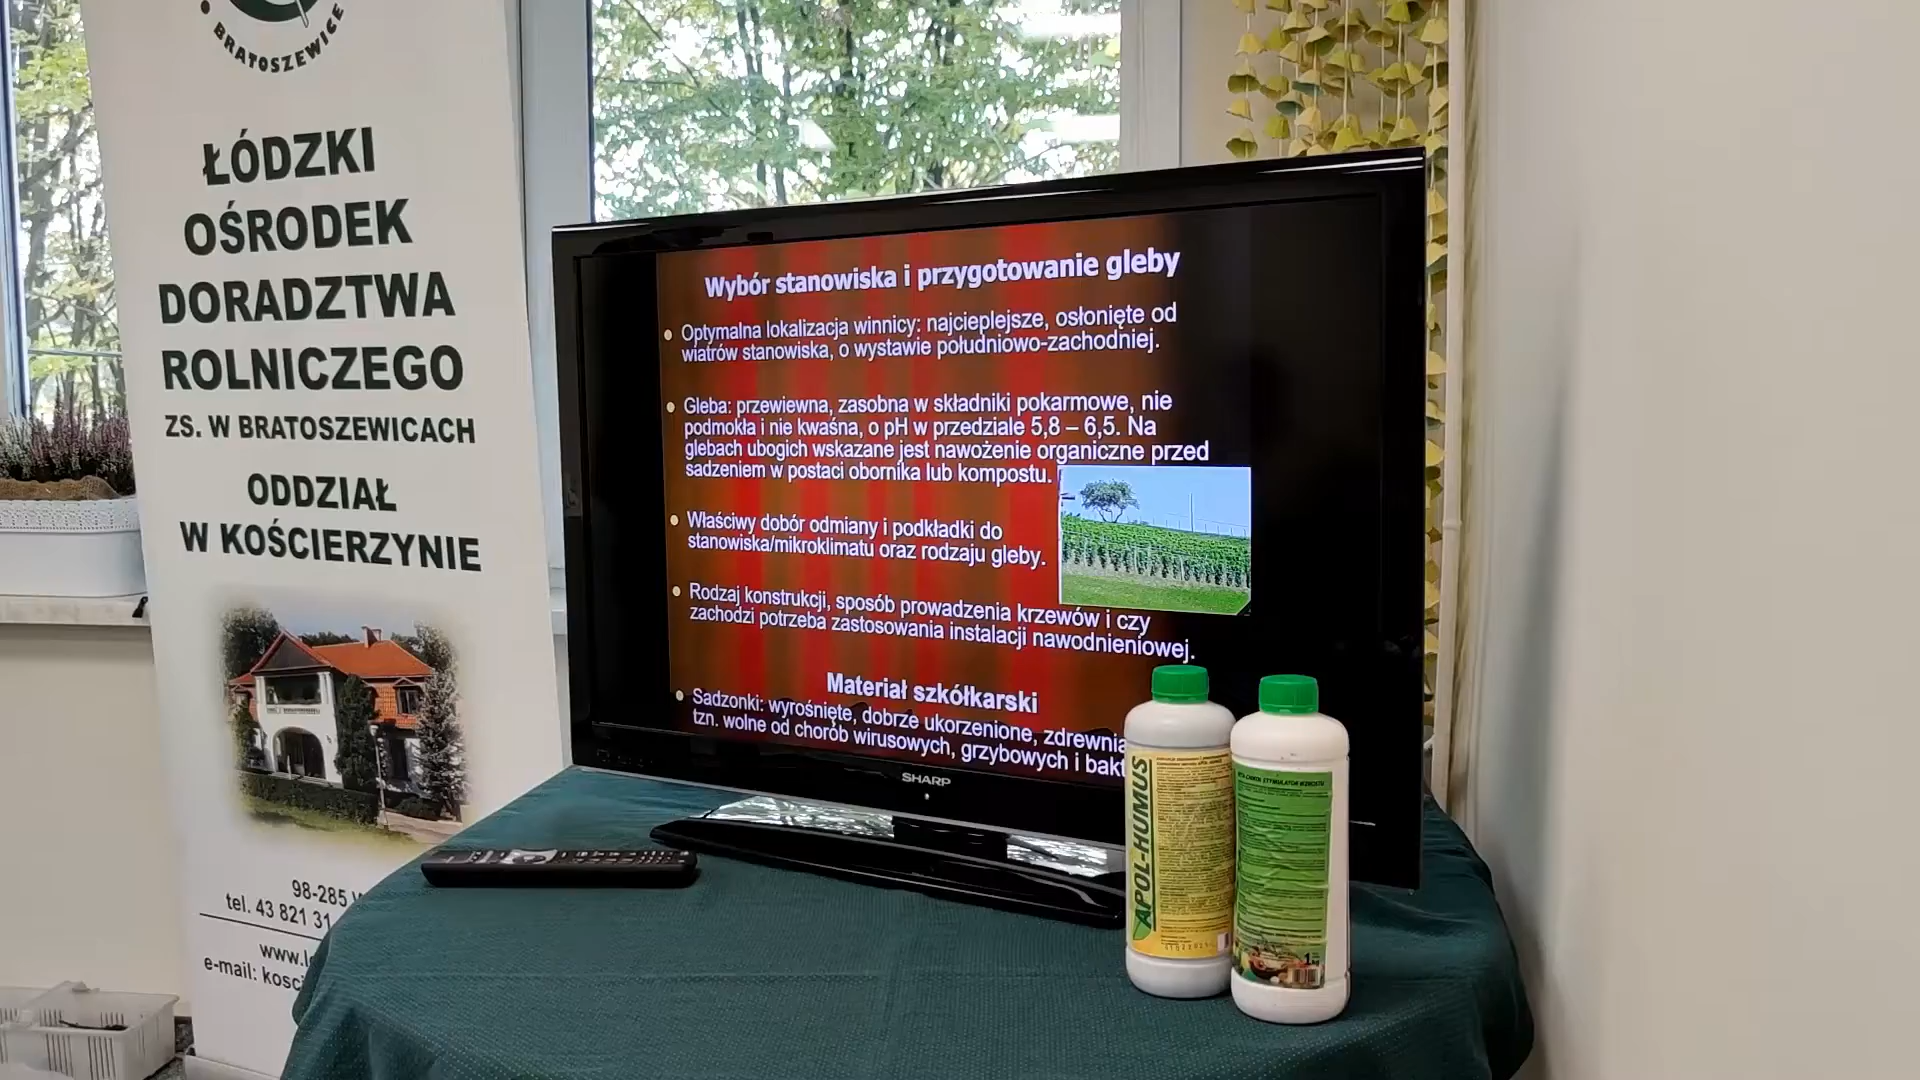 • BRATOSZEWICE
ŁÓDZKI
OŚRODEK
DORADZTWA
ROLNICZEGO
ZS. W BRATOSZEWICACH
ODDZIAŁ
W KOŚCIERZYNIE
98-285 W
tel. 43 821 31
www.l
e-mail: kosci
Wybór stanowiska i przygotowanie gleby
• Optymalna lokalizacja winnicy: najcieplejsze, osłonięte od
wiatrów stanowiska, o wystawie południowo-zachodniej.
• Gleba: przewiewna, zasobna w składniki pokarmowe, nie
podmokła i nie kwaśna, o pH w przedziale 5,8 – 6,5. Na
glebach ubogich wskazane jest nawożenie organiczne przed
sadzeniem w postaci obornika lub kompostu.
• Właściwy dobór odmiany i podkładki do
stanowiska/mikroklimatu oraz rodzaju gleby.
• Rodzaj konstrukcji, sposób prowadzenia krzewów i czy
zachodzi potrzeba zastosowania instalacji nawodnieniowej.
Materiał szkółkarski
• Sadzonki: wyrośnięte, dobrze ukorzenione, zdrewnia
tzn. wolne od chorób wirusowych, grzybowych i bakt
SHARP
APOL-HUMUS
STYMULATOR WZROSTU
1